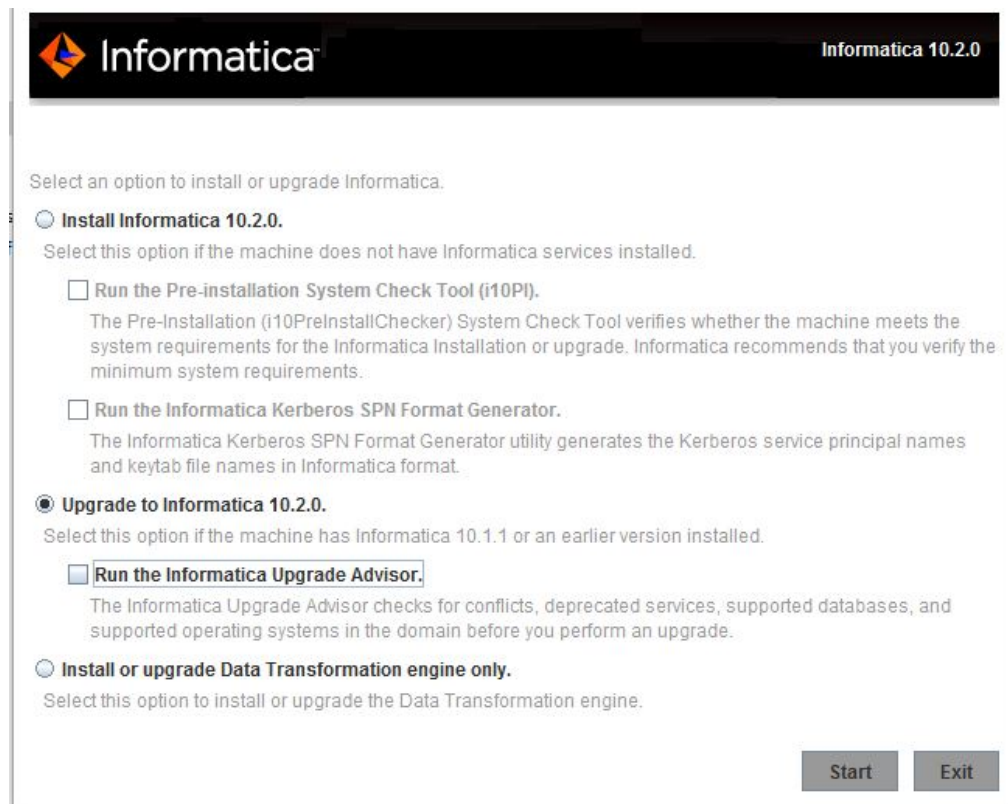 Informatica
Informatica 10.2.0
Select an option to install or upgrade Informatica.
Install Informatica 10.2.0.
Select this option if the machine does not have Informatica services installed.
Run the Pre-installation System Check Tool (i10PI).
The Pre-Installation (i10PreInstallChecker) System Check Tool verifies whether the machine meets the
system requirements for the Informatica Installation or upgrade. Informatica recommends that you verify the
minimum system requirements.
Run the Informatica Kerberos SPN Format Generator.
The Informatica Kerberos SPN Format Generator utility generates the Kerberos service principal names
and keytab file names in Informatica format.
Upgrade to Informatica 10.2.0.
Select this option if the machine has Informatica 10.1.1 or an earlier version installed.
Run the Informatica Upgrade Advisor.
The Informatica Upgrade Advisor checks for conflicts, deprecated services, supported databases, and
supported operating systems in the domain before you perform an upgrade.
Install or upgrade Data Transformation engine only.
Select this option to install or upgrade the Data Transformation engine.
Start
Exit